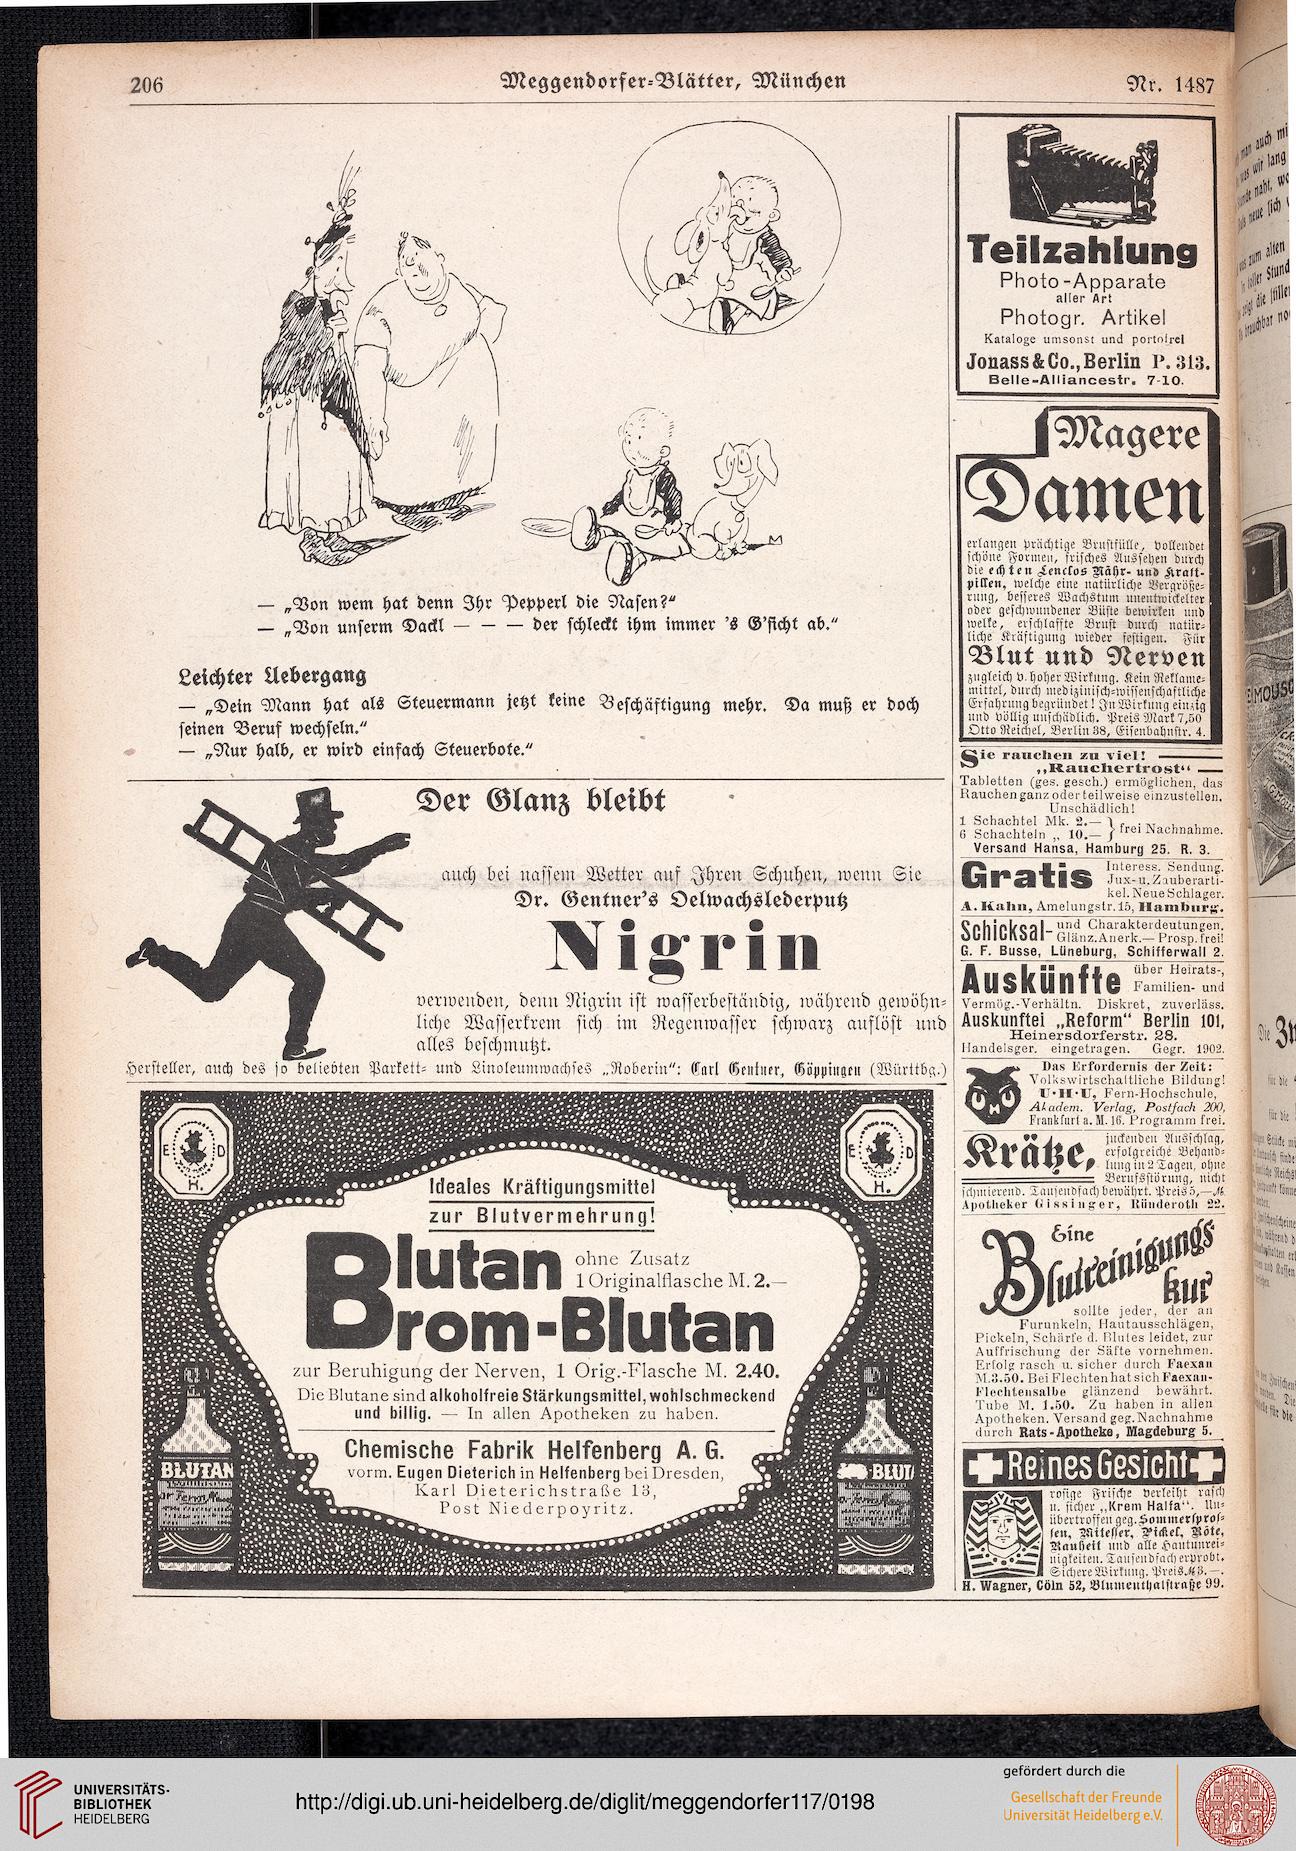 206
Meggendorfer-Blätter, München
Nr. 1487
— „Von wem hat denn Ihr Pepperl die Nasen?“
— „Von unserm Dackl — — — der schleckt ihm immer 's G'sicht ab.“
Leichter Uebergang
— „Dein Mann hat als Steuermann jetzt keine Beschäftigung mehr. Da muß er doch
seinen Beruf wechseln.“
— „Nur halb, er wird einfach Steuerbote.“
Der Glanz bleibt
auch bei nassem Wetter auf Ihren Schuhen, wenn Sie
Dr. Gentner's Oelwachslederputz
Nigrin
verwenden, denn Nigrin ist wasserbeständig, während gewöhn-
liche Wasserkrem sich im Regenwasser schwarz auflöst und
alles beschmutzt.
Hersteller, auch des so beliebten Parkett- und Linoleumwachses „Roberin“: Carl Gentner, Göppingen (Württbg.)
E D
H.
E D
H.
Ideales Kräftigungsmittel
zur Blutvermehrung!
Blutan ohne Zusatz
1 Originalflasche M. 2.—
Brom-Blutan
zur Beruhigung der Nerven, 1 Orig.-Flasche M. 2.40.
Die Blutane sind alkoholfreie Stärkungsmittel, wohlschmeckend
und billig. — In allen Apotheken zu haben.
Chemische Fabrik Helfenberg A. G.
vorm. Eugen Dieterich in Helfenberg bei Dresden,
Karl Dieterichstraße 13,
Post Niederpoyritz.
BLUTAN
BLUT
Teilzahlung
Photo-Apparate
aller Art
Photogr. Artikel
Kataloge umsonst und portofrei
Jonass & Co., Berlin P. 313.
Belle-Alliancestr. 7-10.
Magere
Damen
erlangen prächtige Brustfülle, vollendet
schöne Formen, frisches Aussehen durch
die echten Lenclos Nähr- und Kraft-
pillen, welche eine natürliche Vergröße-
rung, besseres Wachstum unentwickelter
oder geschwundener Büste bewirken und
welke, erschlaffte Brust durch natür-
liche Kräftigung wieder festigen. Für
Blut und Nerven
zugleich v. hoher Wirkung. Kein Reklame-
mittel, durch medizinisch-wissenschaftliche
Erfahrung begründet! In Wirkung einzig
und völlig unschädlich. Preis Mark 7,50
Otto Reichel, Berlin 38, Eisenbahnstr. 4.
Sie rauchen zu viel!
„Rauchertrost“
Tabletten (ges. gesch.) ermöglichen, das
Rauchen ganz oder teilweise einzustellen.
Unschädlich!
1 Schachtel Mk. 2.—
6 Schachteln „ 10.— } frei Nachnahme.
Versand Hansa, Hamburg 25. R. 3.
Gratis Interess. Sendung.
Jux- u. Zauberarti-
kel. Neue Schlager.
A. Kahn, Amelungstr. 15, Hamburg.
Schicksal- und Charakterdeutungen.
Glänz. Anerk.— Prosp. frei!
G. F. Busse, Lüneburg, Schifferwall 2.
Auskünfte über Heirats-,
Familien- und
Vermög.-Verhältn. Diskret, zuverläss.
Auskunftei „Reform“ Berlin 101,
Heinersdorferstr. 28.
Handelsger. eingetragen. Gegr. 1902.
UHU
Das Erfordernis der Zeit:
Volkswirtschaftliche Bildung!
U·H·U, Fern-Hochschule,
Akadem. Verlag, Postfach 200,
Frankfurt a. M. 16. Programm frei.
Krätze, juckenden Ausschlag,
erfolgreiche Behand-
lung in 2 Tagen, ohne
Berufsstörung, nicht
schmierend. Tausendfach bewährt. Preis 5,— M.
Apotheker Gissinger, Ründeroth 22.
Eine
Blutreinigungs
kur
sollte jeder, der an
Furunkeln, Hautausschlägen,
Pickeln, Schärfe d. Blutes leidet, zur
Auffrischung der Säfte vornehmen.
Erfolg rasch u. sicher durch Faexan
M.3.50. Bei Flechten hat sich Faexan-
Flechtensalbe glänzend bewährt.
Tube M. 1.50. Zu haben in allen
Apotheken. Versand geg. Nachnahme
durch Rats-Apotheke, Magdeburg 5.
Reines Gesicht
rosige Frische verleiht rasch
u. sicher „Krem Halfa“. Un-
übertroffen geg. Sommerspros-
sen, Mitesser, Pickel, Röte,
Rauheit und alle Hautunrei-
nigkeiten. Tausendfach erprobt.
Sichere Wirkung. Preis M 3.—.
H. Wagner, Cöln 52, Blumenthalstraße 99.
UNIVERSITÄTS-
BIBLIOTHEK
HEIDELBERG
http://digi.ub.uni-heidelberg.de/diglit/meggendorfer117/0198
gefördert durch die
Gesellschaft der Freunde
Universität Heidelberg e.V.